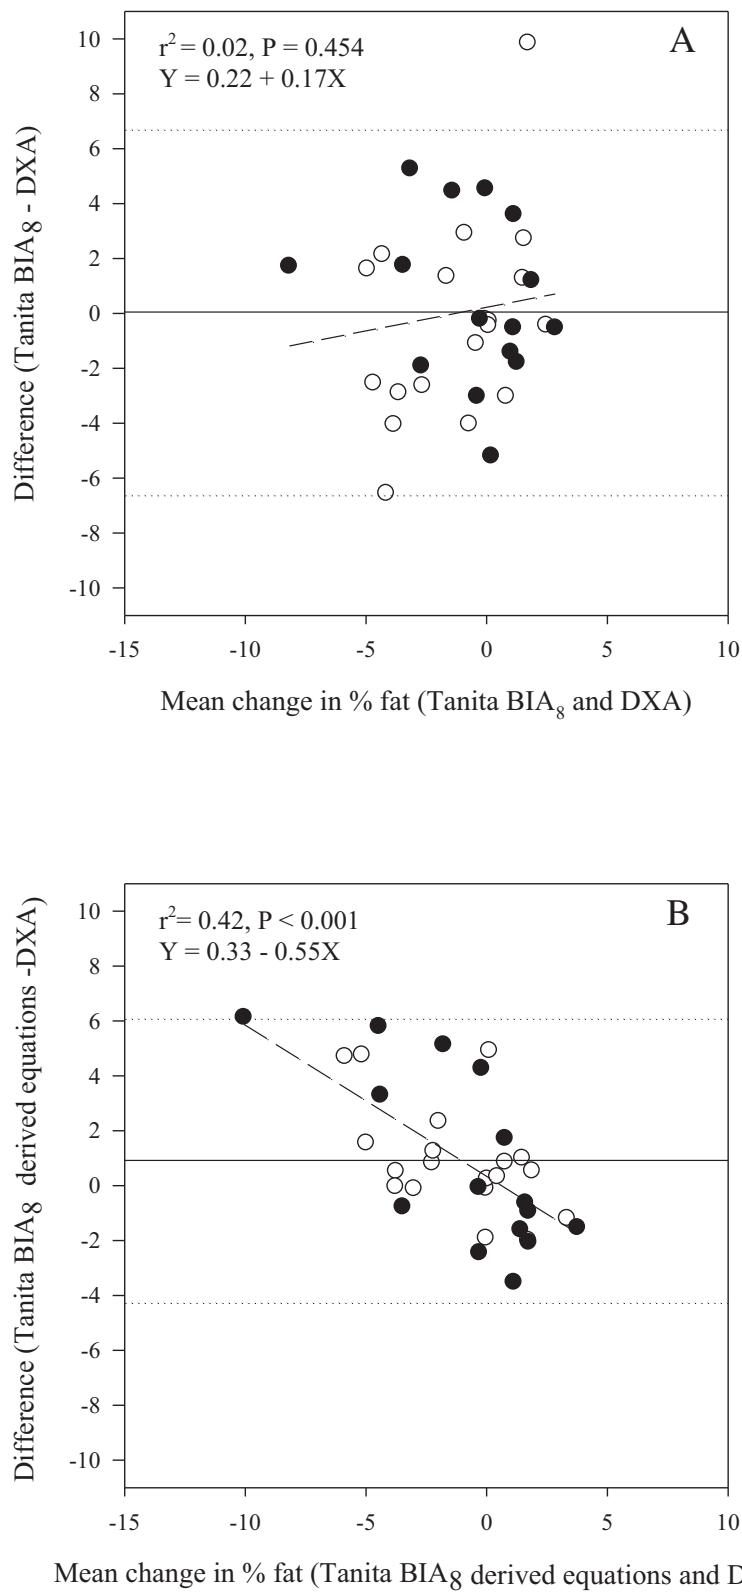 A
r² = 0.02, P = 0.454
Y = 0.22 + 0.17X
10
8
6
4
2
0
-2
-4
-6
-8
-10
Difference (Tanita BIA₈ - DXA)
-15 -10 -5 0 5 10
Mean change in % fat (Tanita BIA₈ and DXA)
B
r²= 0.42, P < 0.001
Y = 0.33 - 0.55X
10
8
6
4
2
0
-2
-4
-6
-8
-10
Difference (Tanita BIA₈ derived equations -DXA)
-15 -10 -5 0 5 10
Mean change in % fat (Tanita BIA₈ derived equations and D